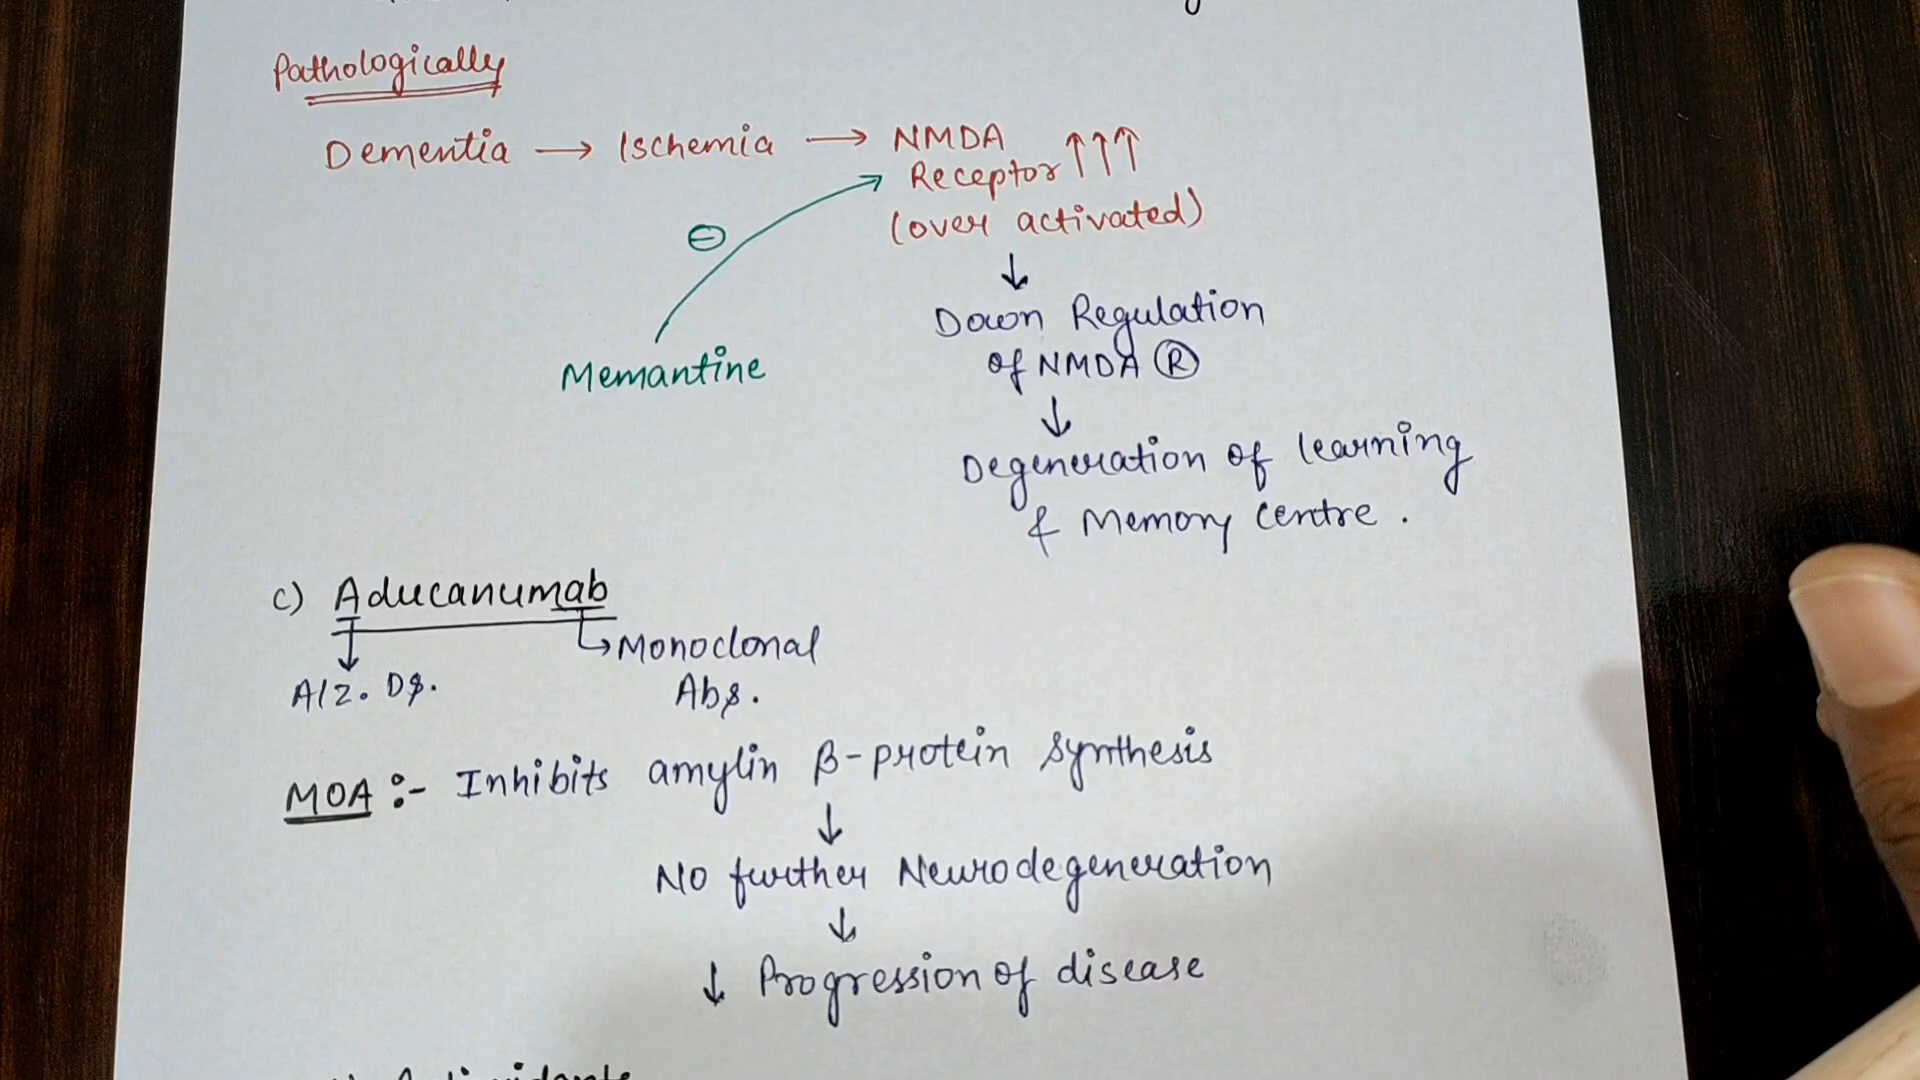 Pathologically
Dementia → Ischemia → NMDA
Receptor ↑↑↑
(over activated)
⊖
↓
Memantine
Down Regulation
of NMDA Ⓡ
↓
Degeneration of learning
& Memory centre .
c) Aducanumab
↳ Monoclonal
Abs.
↓
Alz. Ds.
MOA :- Inhibits amylin β-protein synthesis
↓
No further Neurodegeneration
↓
↓ Progression of disease